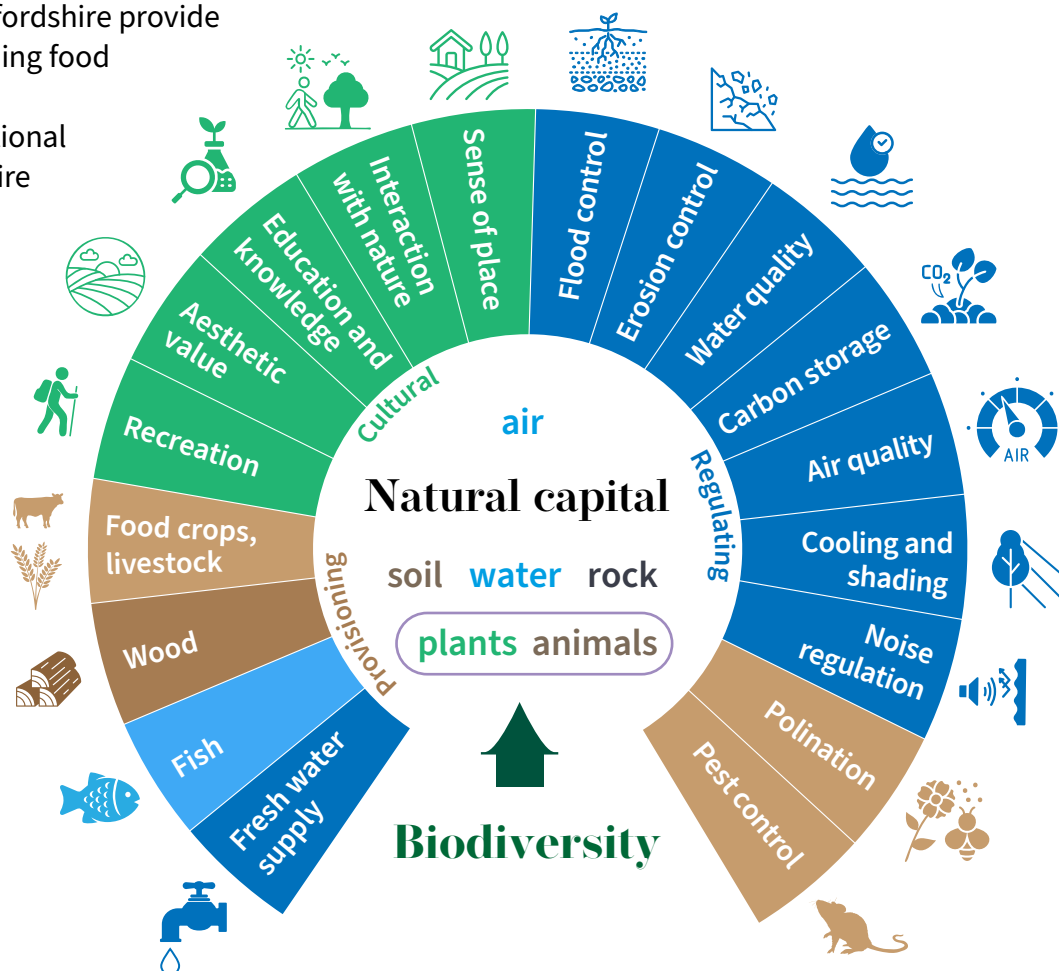 fordshire provide
ing food
ional
ire
Sense of place
Interaction
with nature
Education and
knowledge
Aesthetic
value
Recreation
Food crops,
livestock
Wood
Fish
Fresh water
supply
Flood control
Erosion control
Water quality
Carbon storage
CO₂
Air quality
AIR
Cooling and
shading
Noise
regulation
Polination
Pest control
Cultural
Regulating
Provisioning
air
Natural capital
soil water rock
plants animals
Biodiversity